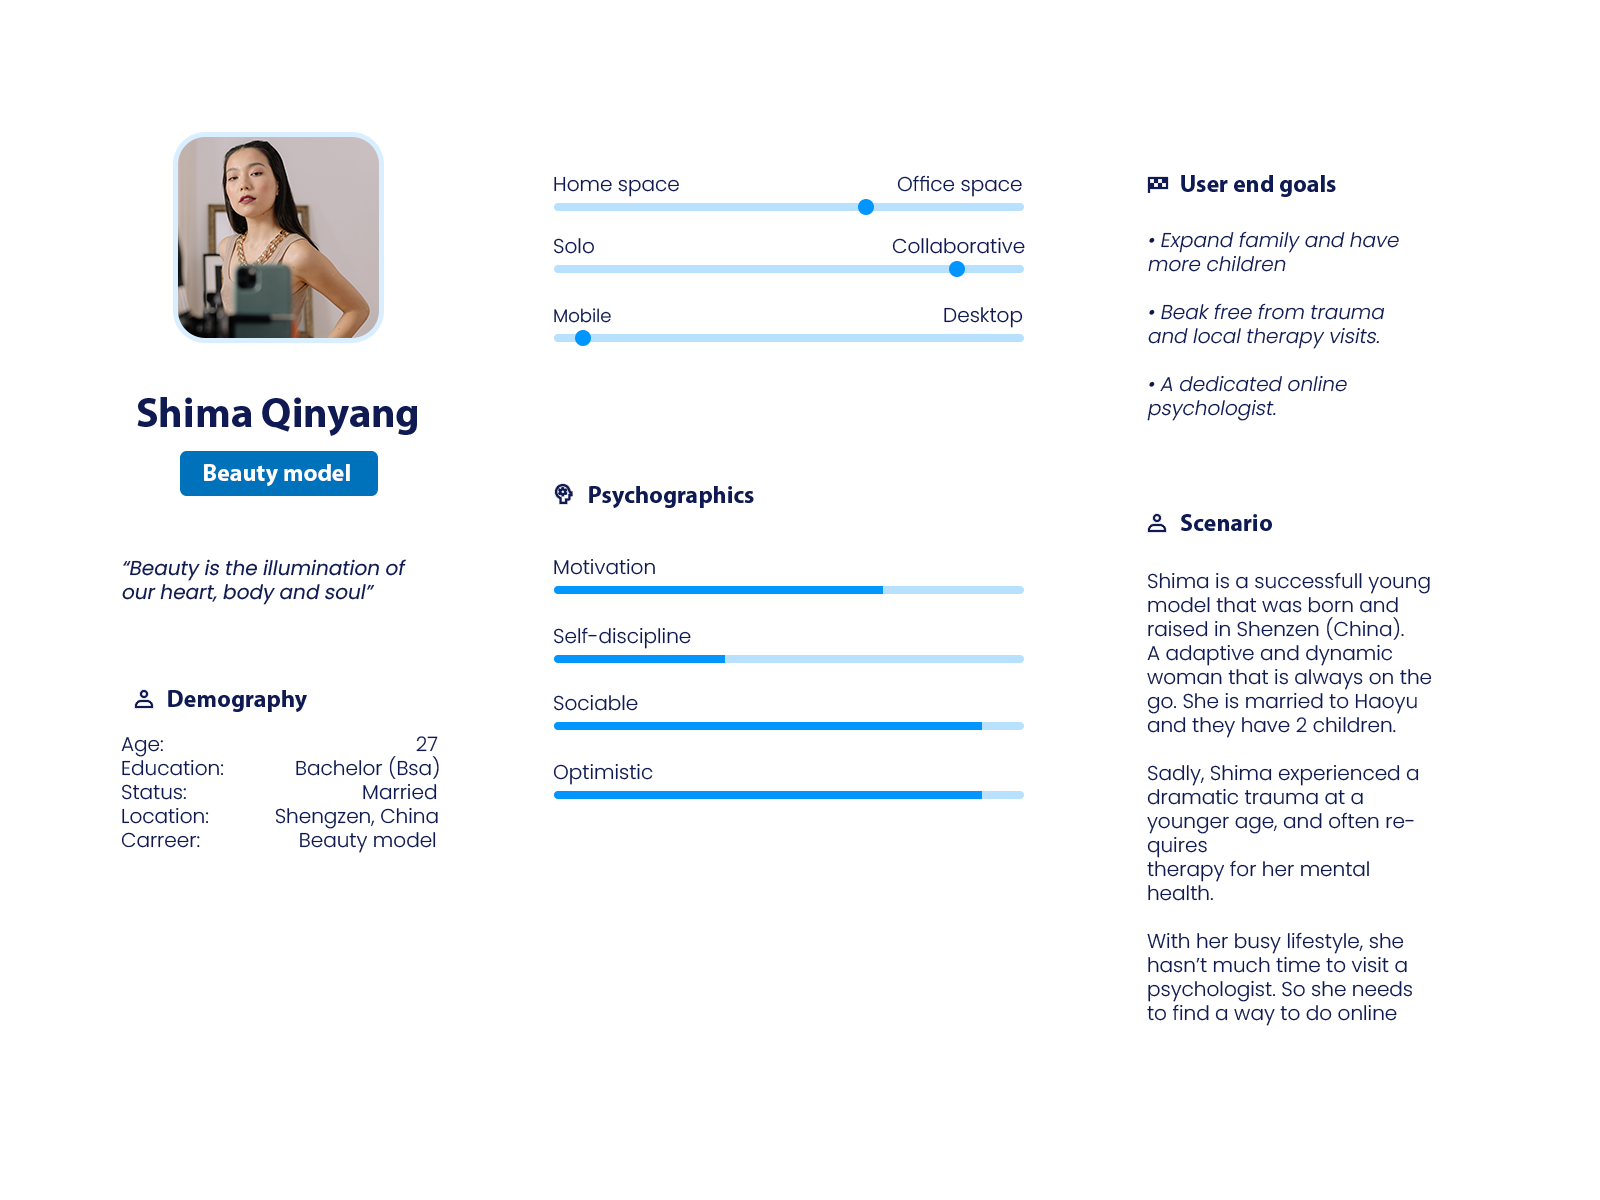 Shima Qinyang
Beauty model
“Beauty is the illumination of
our heart, body and soul”
Demography
Age: 27
Education: Bachelor (Bsa)
Status: Married
Location: Shengzen, China
Carreer: Beauty model
Home space Office space
Solo Collaborative
Mobile Desktop
Psychographics
Motivation
Self-discipline
Sociable
Optimistic
User end goals
• Expand family and have
more children
• Beak free from trauma
and local therapy visits.
• A dedicated online
psychologist.
Scenario
Shima is a successfull young
model that was born and
raised in Shenzen (China).
A adaptive and dynamic
woman that is always on the
go. She is married to Haoyu
and they have 2 children.
Sadly, Shima experienced a
dramatic trauma at a
younger age, and often re-
quires
therapy for her mental
health.
With her busy lifestyle, she
hasn’t much time to visit a
psychologist. So she needs
to find a way to do online